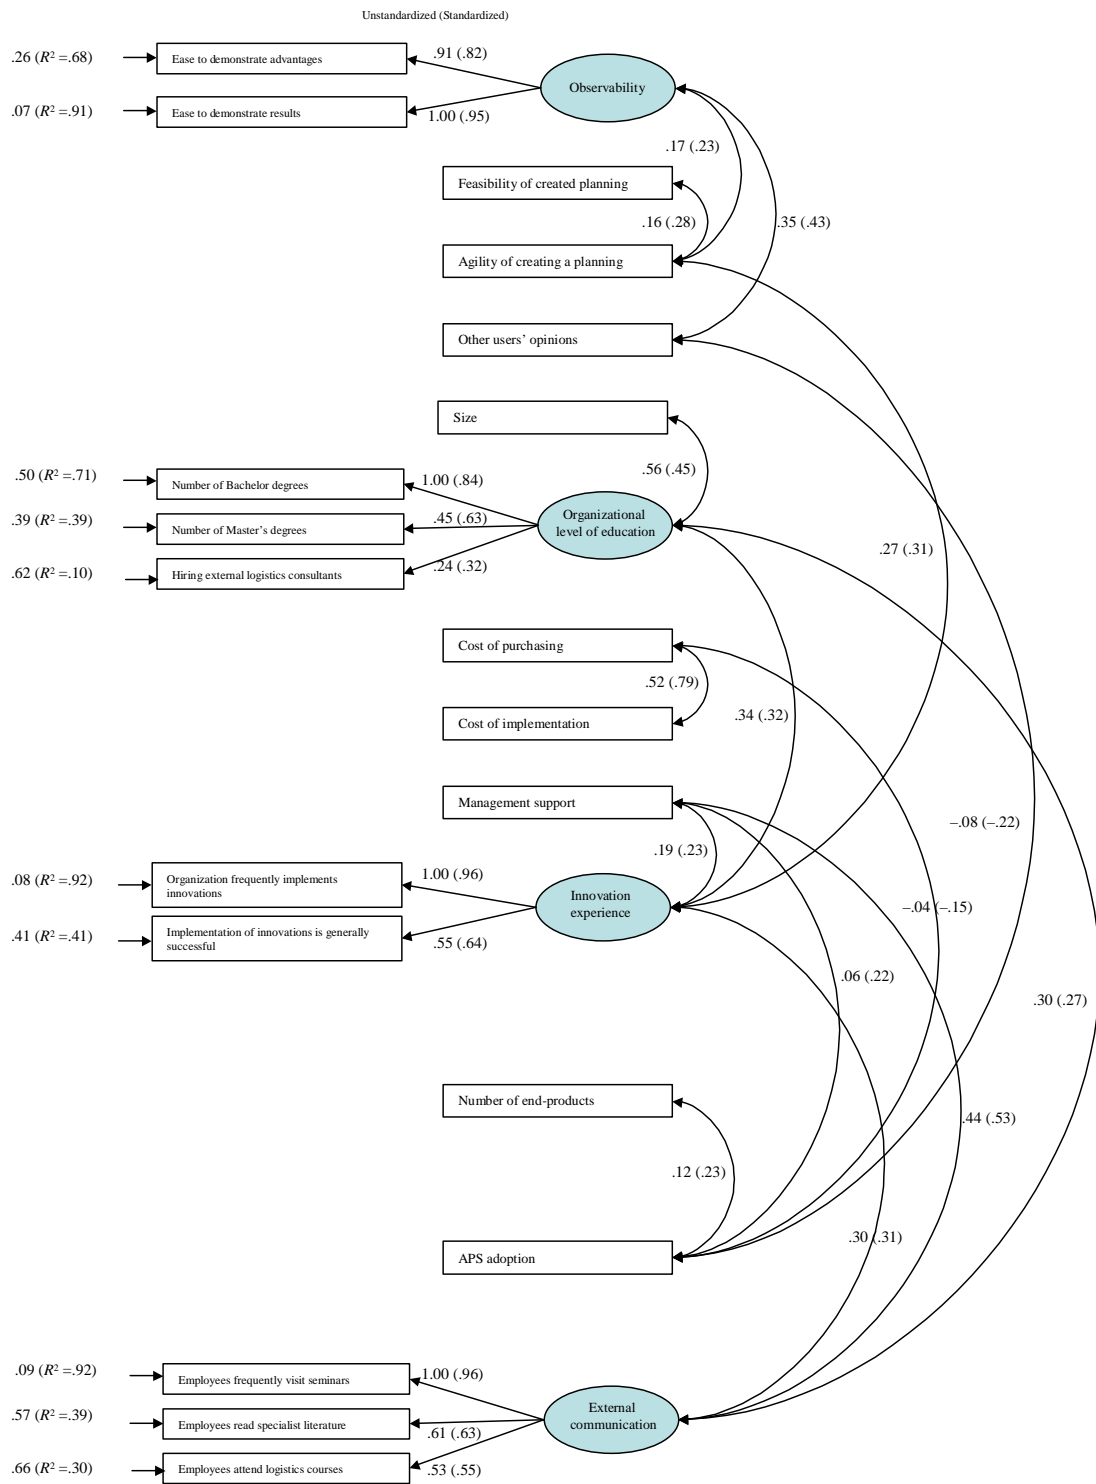 Unstandardized (Standardized)
.26 (R² =.68)
Ease to demonstrate advantages
.91 (.82)
Observability
.07 (R² =.91)
Ease to demonstrate results
1.00 (.95)
.17 (.23)
Feasibility of created planning
.16 (.28)
.35 (.43)
Agility of creating a planning
Other users’ opinions
Size
.56 (.45)
.50 (R² =.71)
Number of Bachelor degrees
1.00 (.84)
Organizational
level of education
.39 (R² =.39)
Number of Master’s degrees
.45 (.63)
.27 (.31)
.62 (R² =.10)
Hiring external logistics consultants
.24 (.32)
Cost of purchasing
.52 (.79)
.34 (.32)
Cost of implementation
Management support
–.08 (–.22)
.19 (.23)
.08 (R² =.92)
Organization frequently implements
innovations
1.00 (.96)
Innovation
experience
–.04 (–.15)
.41 (R² =.41)
Implementation of innovations is generally
successful
.55 (.64)
.06 (.22)
.30 (.27)
Number of end-products
.44 (.53)
.12 (.23)
.30 (.31)
APS adoption
.09 (R² =.92)
Employees frequently visit seminars
1.00 (.96)
External
communication
.57 (R² =.39)
Employees read specialist literature
.61 (.63)
.66 (R² =.30)
Employees attend logistics courses
.53 (.55)